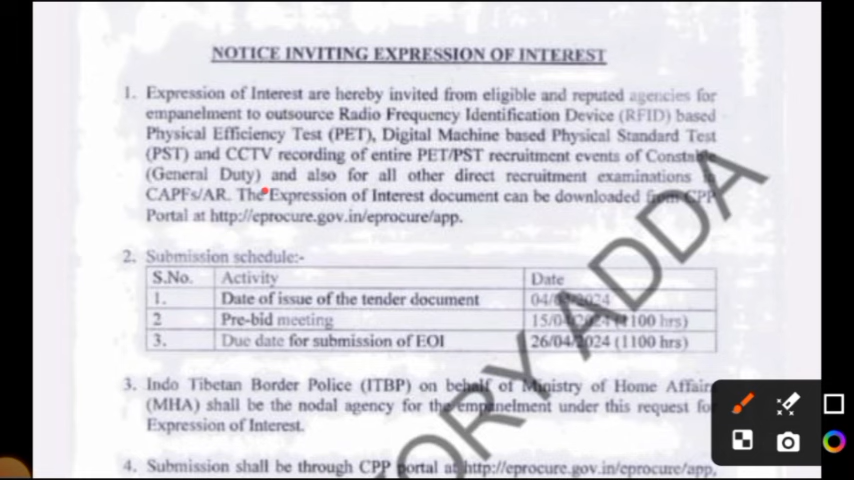 NOTICE INVITING EXPRESSION OF INTEREST
1. Expression of Interest are hereby invited from eligible and reputed agencies for
empanelment to outsource Radio Frequency Identification Device (RFID) based
Physical Efficiency Test (PET), Digital Machine based Physical Standard Test
(PST) and CCTV recording of entire PET/PST recruitment events of Constable
(General Duty) and also for all other direct recruitment examinations in
CAPFs/AR. The Expression of Interest document can be downloaded from CPP
Portal at http://eprocure.gov.in/eprocure/app.
2. Submission schedule:-
S.No. Activity Date
1. Date of issue of the tender document
2 Pre-bid meeting (1100 hrs)
3. Due date for submission of EOI 26/04/2024 (1100 hrs)
3. Indo Tibetan Border Police (ITBP) on behalf of Ministry of Home Affairs
(MHA) shall be the nodal agency for the empanelment under this request for
Expression of Interest.
4. Submission shall be through CPP portal at http://eprocure.gov.in/eprocure/app,
ORY ADDA